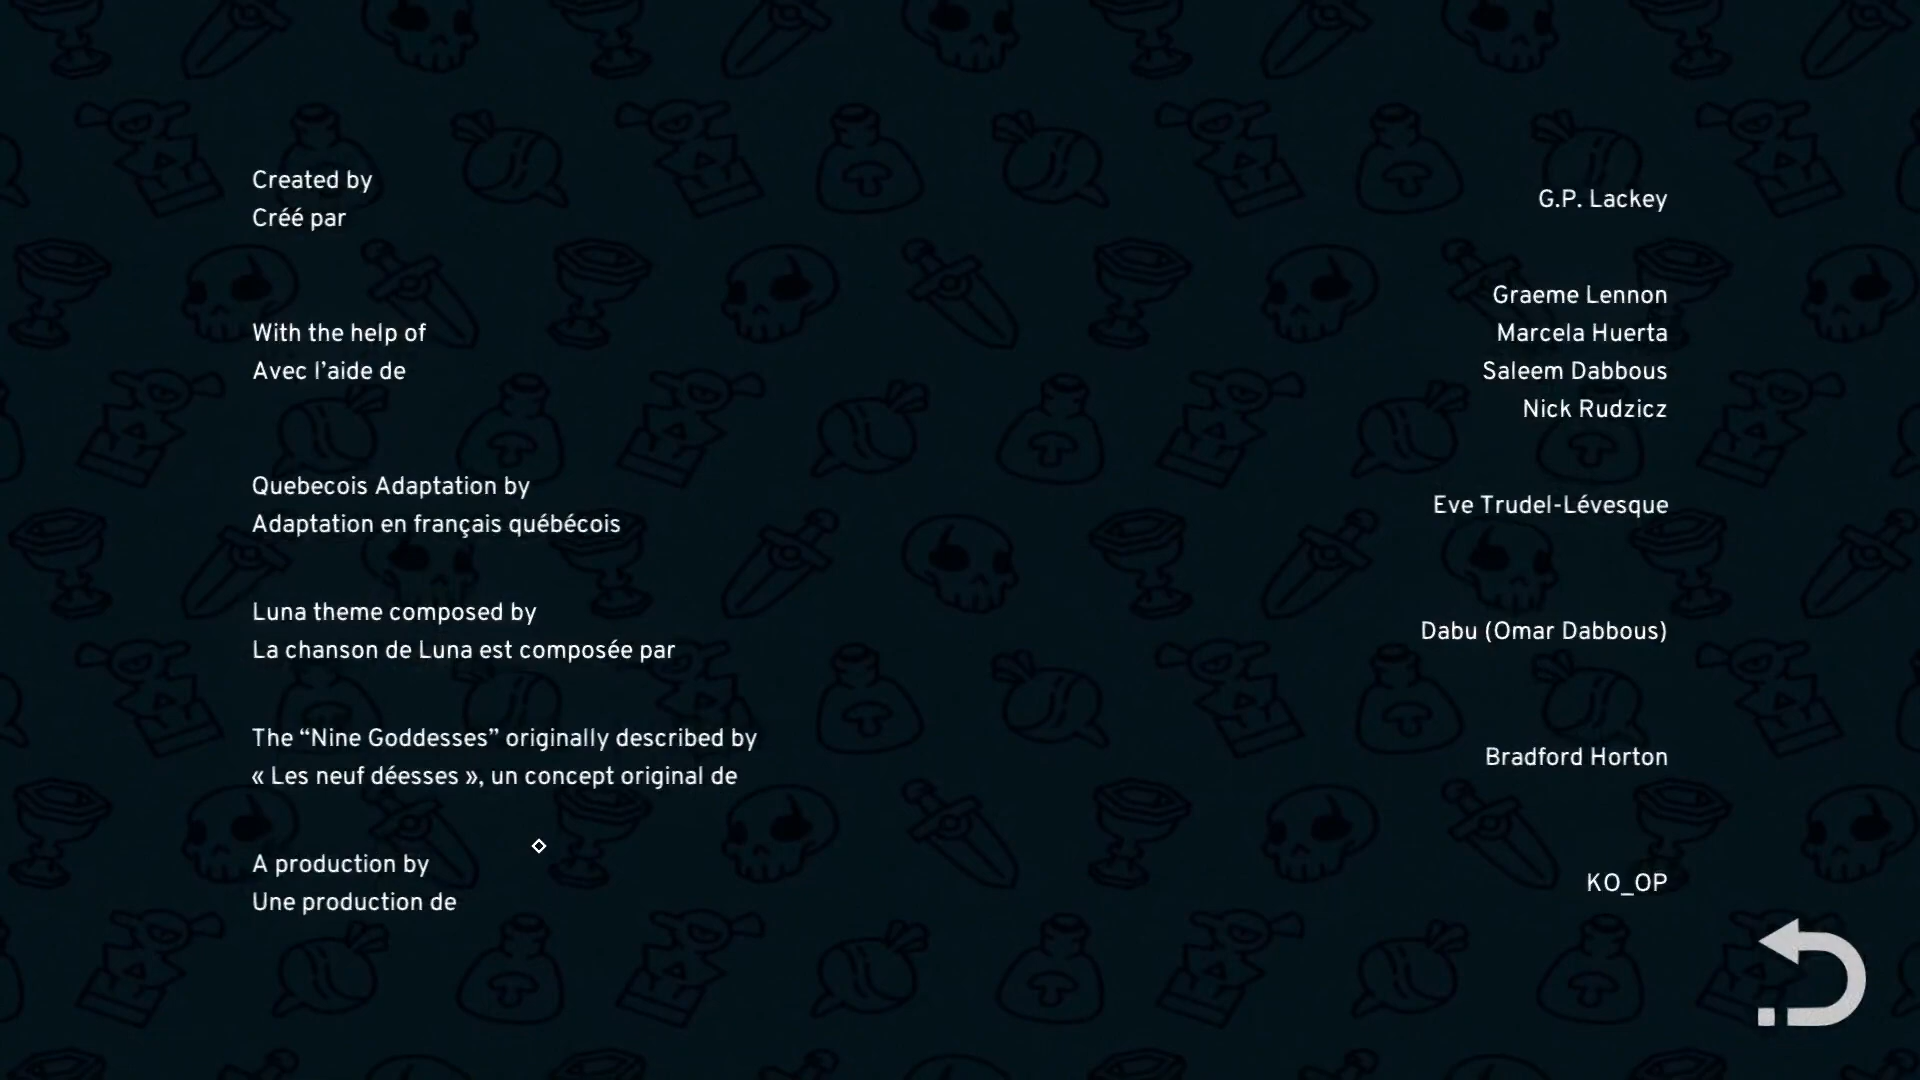 Created by
Créé par
G.P. Lackey
With the help of
Avec l’aide de
Graeme Lennon
Marcela Huerta
Saleem Dabbous
Nick Rudzicz
Quebecois Adaptation by
Adaptation en français québécois
Eve Trudel-Lévesque
Luna theme composed by
La chanson de Luna est composée par
Dabu (Omar Dabbous)
The “Nine Goddesses” originally described by
« Les neuf déesses », un concept original de
Bradford Horton
A production by
Une production de
KO_OP